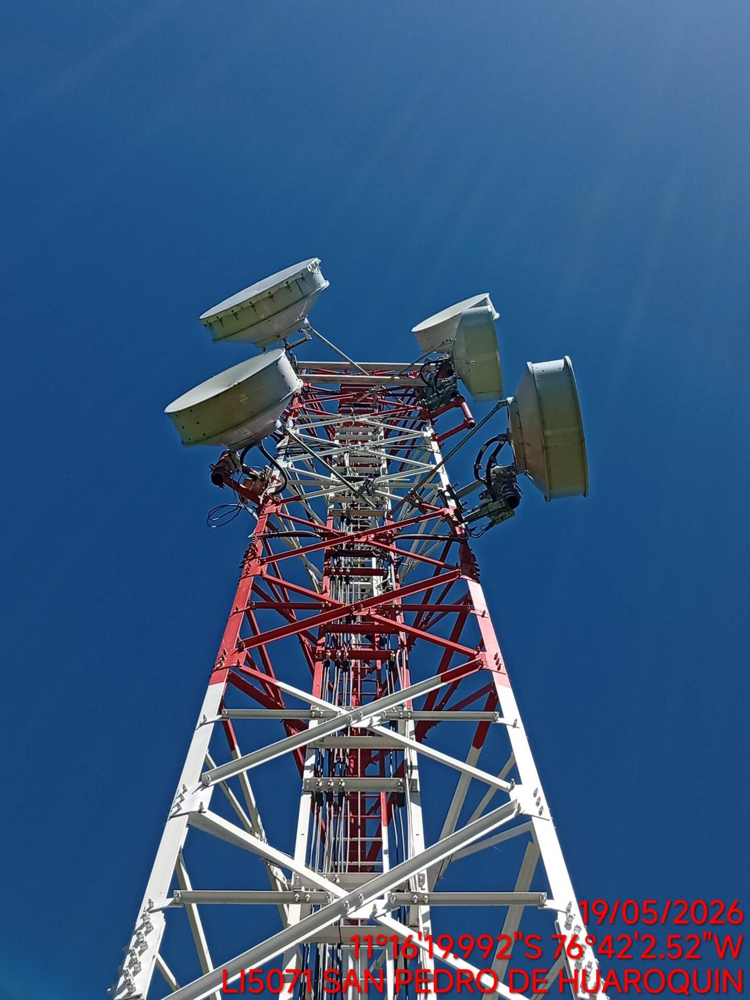 19/05/2026
11°16'19.992"S 76°42'2.52"W
LI5071 SAN PEDRO DE HUAROQUIN